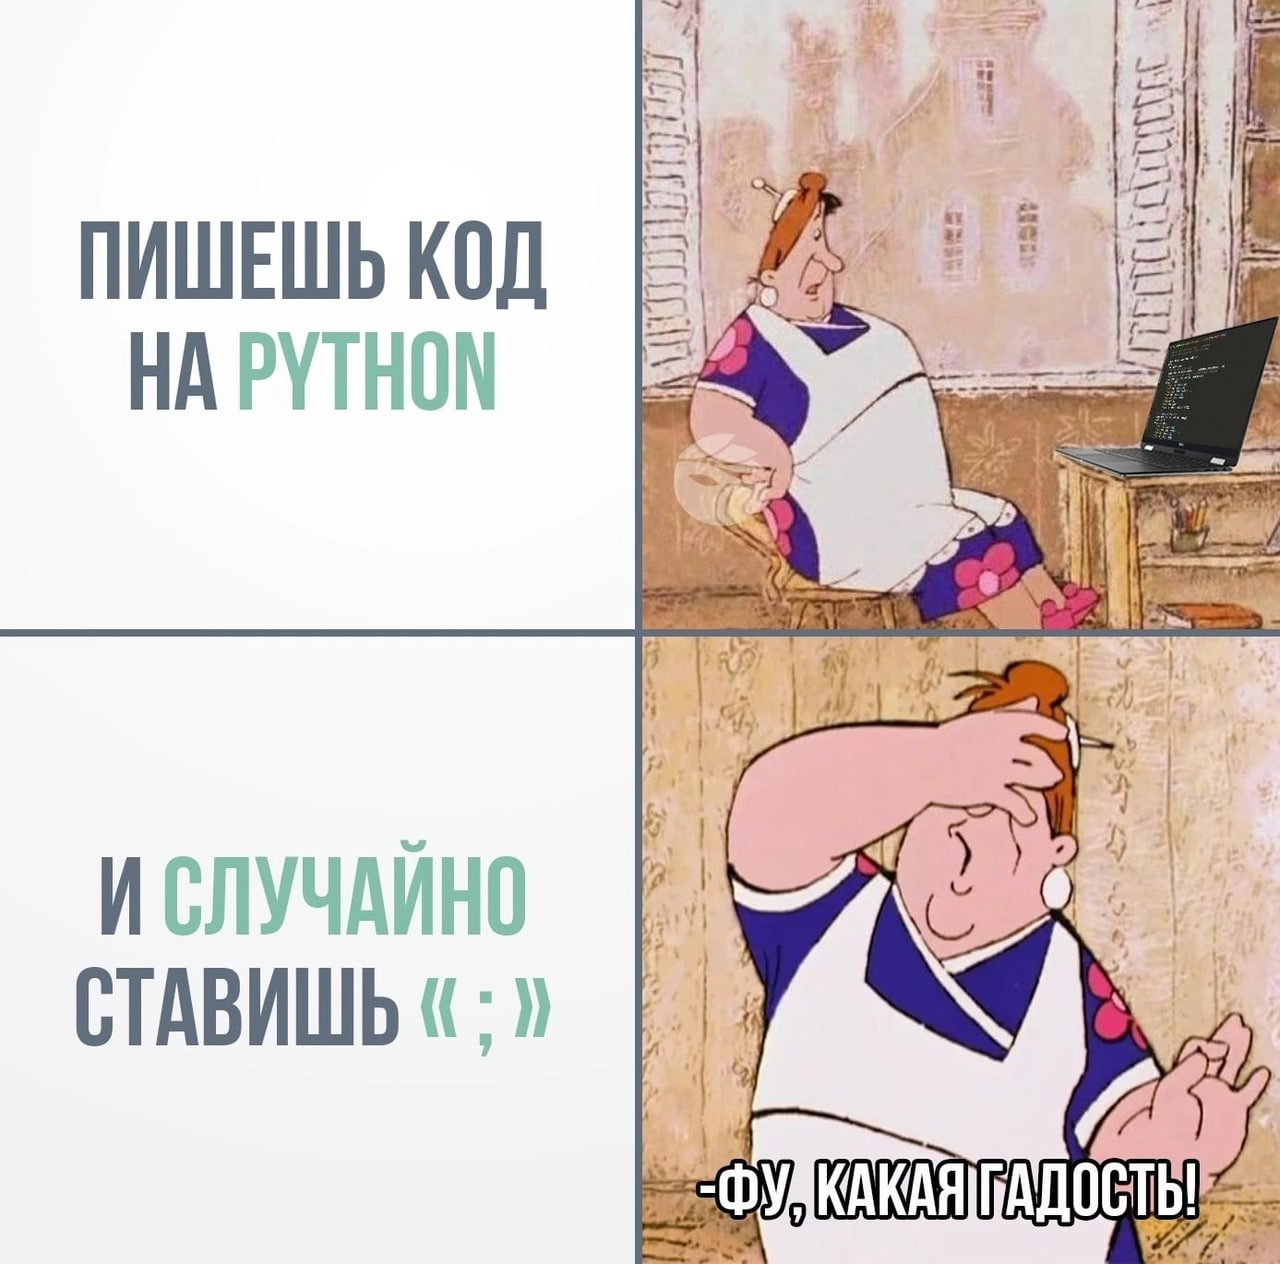 ПИШЕШЬ КОД
НА PYTHON
И СЛУЧАЙНО
СТАВИШЬ « ; »
-ФУ, КАКАЯ ГАДОСТЬ!